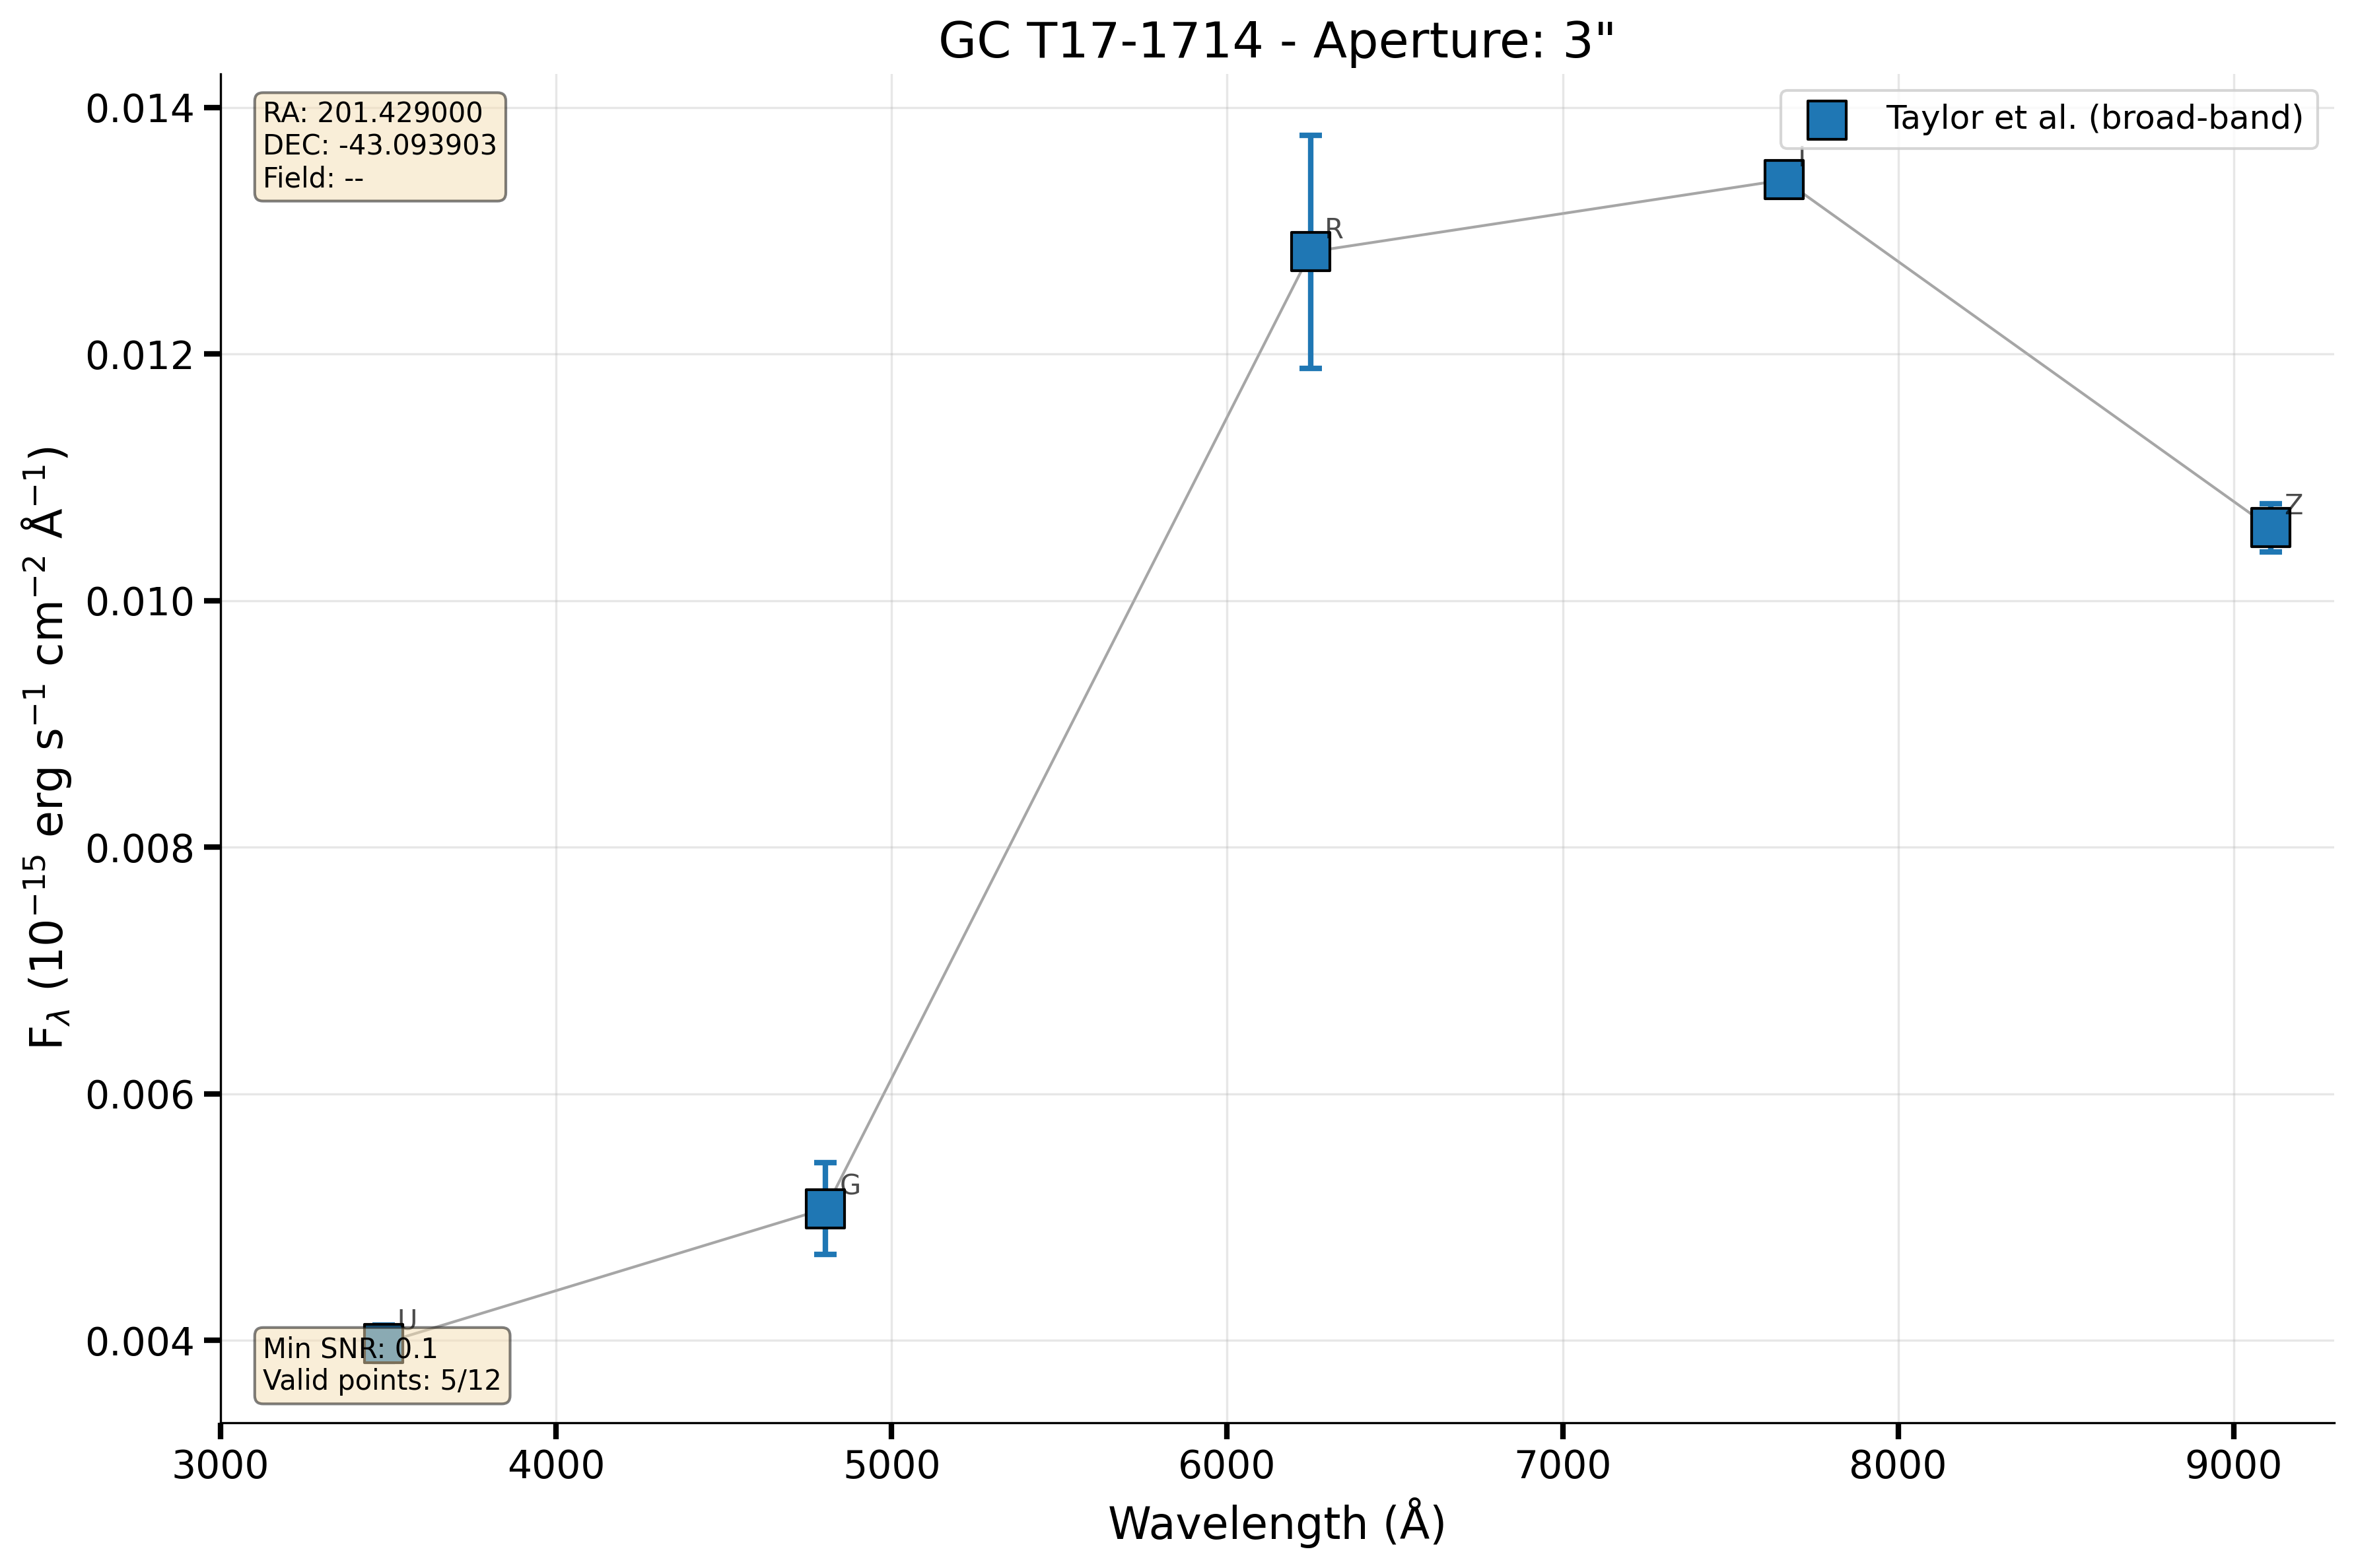 GC T17-1714 - Aperture: 3"
RA: 201.429000
DEC: -43.093903
Field: --
Taylor et al. (broad-band)
I
R
Z
G
U
Min SNR: 0.1
Valid points: 5/12
0.014
0.012
0.010
0.008
0.006
0.004
F_λ (10⁻¹⁵ erg s⁻¹ cm⁻² Å⁻¹)
3000 4000 5000 6000 7000 8000 9000
Wavelength (Å)